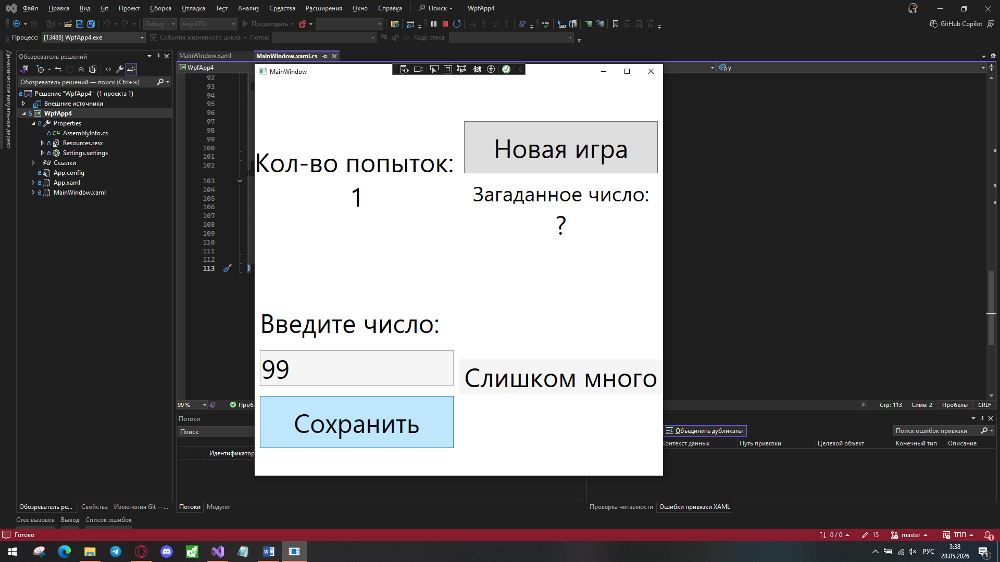 Файл Правка Вид Git Проект Сборка Отладка Тест Анализ Средства Расширения Окно Справка Поиск WpfApp4
Debug Any CPU Продолжить GitHub Copilot
Процесс: [13488] WpfApp4.exe События жизненного цикла Поток: Кадр стека:
Динамическое визуальное дерево
Обозреватель решений
Обозреватель решений — поиск (Ctrl+ж)
Решение "WpfApp4" (1 проекта 1)
Внешние источники
WpfApp4
Properties
AssemblyInfo.cs
Resources.resx
Settings.settings
Ссылки
App.config
App.xaml
MainWindow.xaml
MainWindow.xaml MainWindow.xaml.cs
WpfApp4
y
92
93
94
95
96
97
98
99
100
101
102
103
104
105
106
107
108
109
110
111
112
113 }
MainWindow
Кол-во попыток:
1
Новая игра
Загаданное число:
?
Введите число:
99
Слишком много
Сохранить
99 % Проб
Стр: 113 Симв: 2 Пробелы CRLF
Потоки
Поиск
Идентификатор
Объединить дубликаты Поиск ошибок привязки
Контекст данных Путь привязки Целевой объект Конечный тип Описание
Обозреватель ре... Свойства Изменения Git —...
Потоки Модули
Проверка читаемости Ошибки привязки XAML
Стек вызовов Вывод Список ошибок
Готово
0 / 0 15 master ТПП 1
РУС 3:38
28.05.2026
1